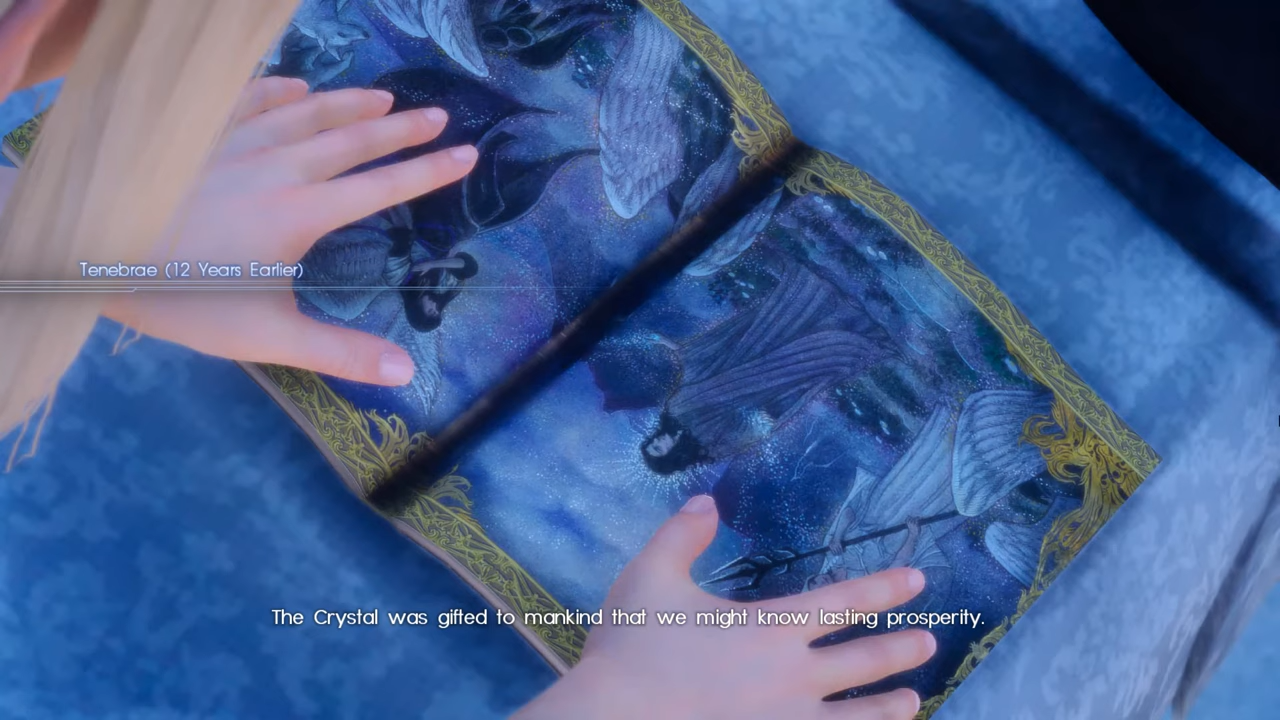 Tenebrae (12 Years Earlier)
The Crystal was gifted to mankind that we might know lasting prosperity.